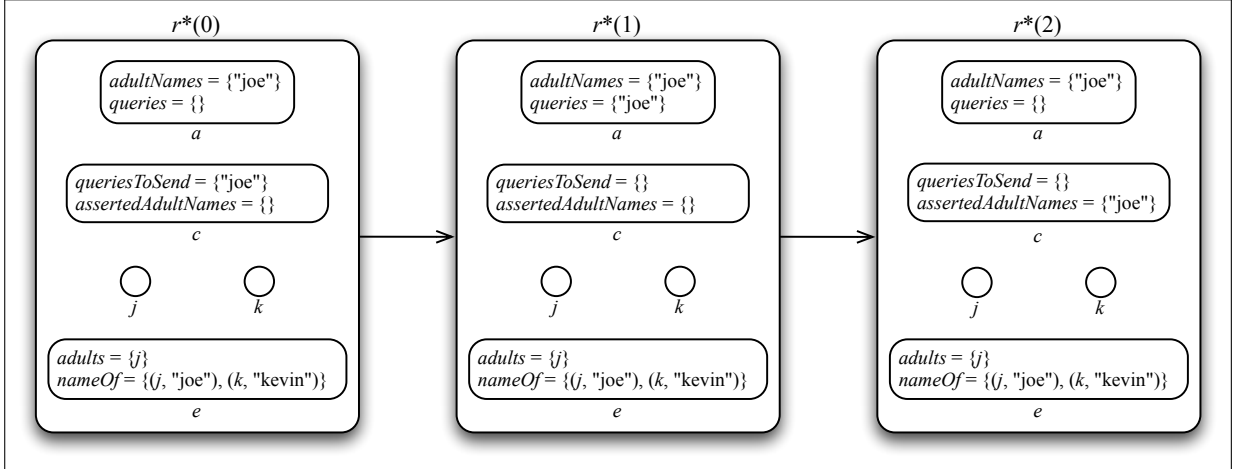 r*(0)
adultNames = {"joe"}
queries = {}
a
queriesToSend = {"joe"}
assertedAdultNames = {}
c
j
k
adults = {j}
nameOf = {(j, "joe"), (k, "kevin")}
e
r*(1)
adultNames = {"joe"}
queries = {"joe"}
a
queriesToSend = {}
assertedAdultNames = {}
c
j
k
adults = {j}
nameOf = {(j, "joe"), (k, "kevin")}
e
r*(2)
adultNames = {"joe"}
queries = {}
a
queriesToSend = {}
assertedAdultNames = {"joe"}
c
j
k
adults = {j}
nameOf = {(j, "joe"), (k, "kevin")}
e